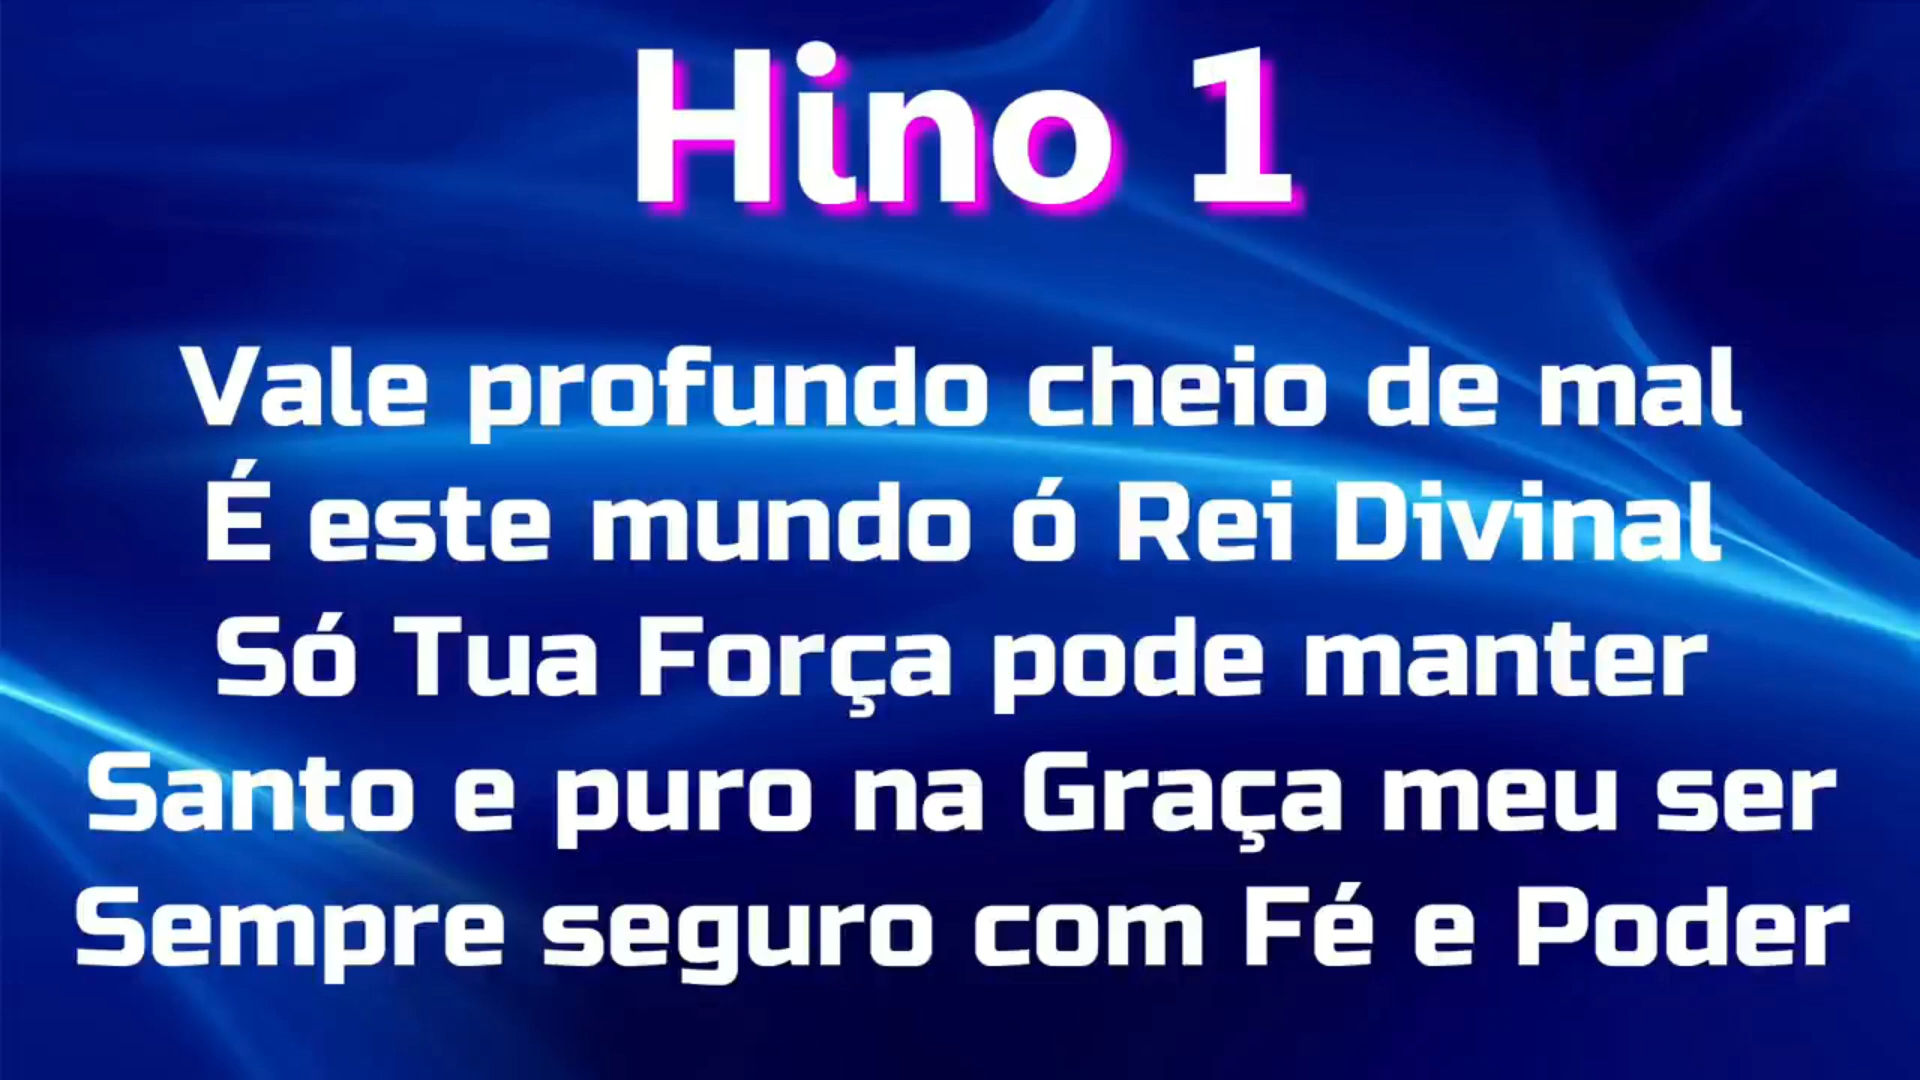 Hino 1
Vale profundo cheio de mal
É este mundo ó Rei Divinal
Só Tua Força pode manter
Santo e puro na Graça meu ser
Sempre seguro com Fé e Poder